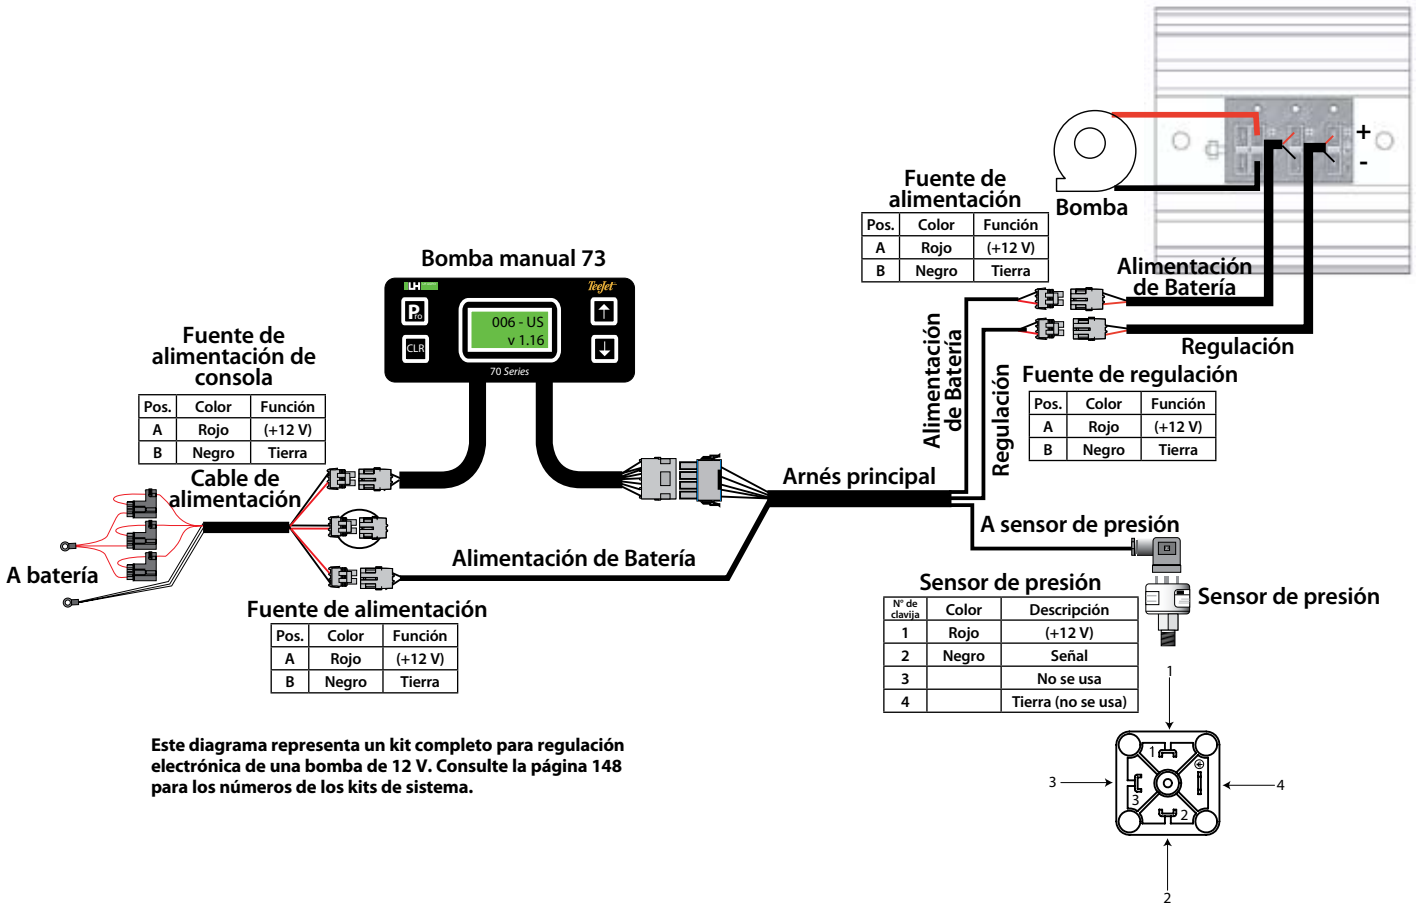 +
-
Bomba
Fuente de
alimentación
Pos. Color Función
A Rojo (+12 V)
B Negro Tierra
Alimentación
de Batería
Regulación
Fuente de regulación
Pos. Color Función
A Rojo (+12 V)
B Negro Tierra
Alimentación
de Batería
Regulación
Bomba manual 73
LH
TeeJet
Pro
CLR
006 - US
v 1.16
70 Series
Fuente de
alimentación de
consola
Pos. Color Función
A Rojo (+12 V)
B Negro Tierra
Cable de
alimentación
A batería
Arnés principal
Alimentación de Batería
Fuente de alimentación
Pos. Color Función
A Rojo (+12 V)
B Negro Tierra
A sensor de presión
Sensor de presión
Sensor de presión
N° de
clavija
Color Descripción
1 Rojo (+12 V)
2 Negro Señal
3 No se usa
4 Tierra (no se usa)
1
1
3
3
4
2
2
Este diagrama representa un kit completo para regulación
electrónica de una bomba de 12 V. Consulte la página 148
para los números de los kits de sistema.